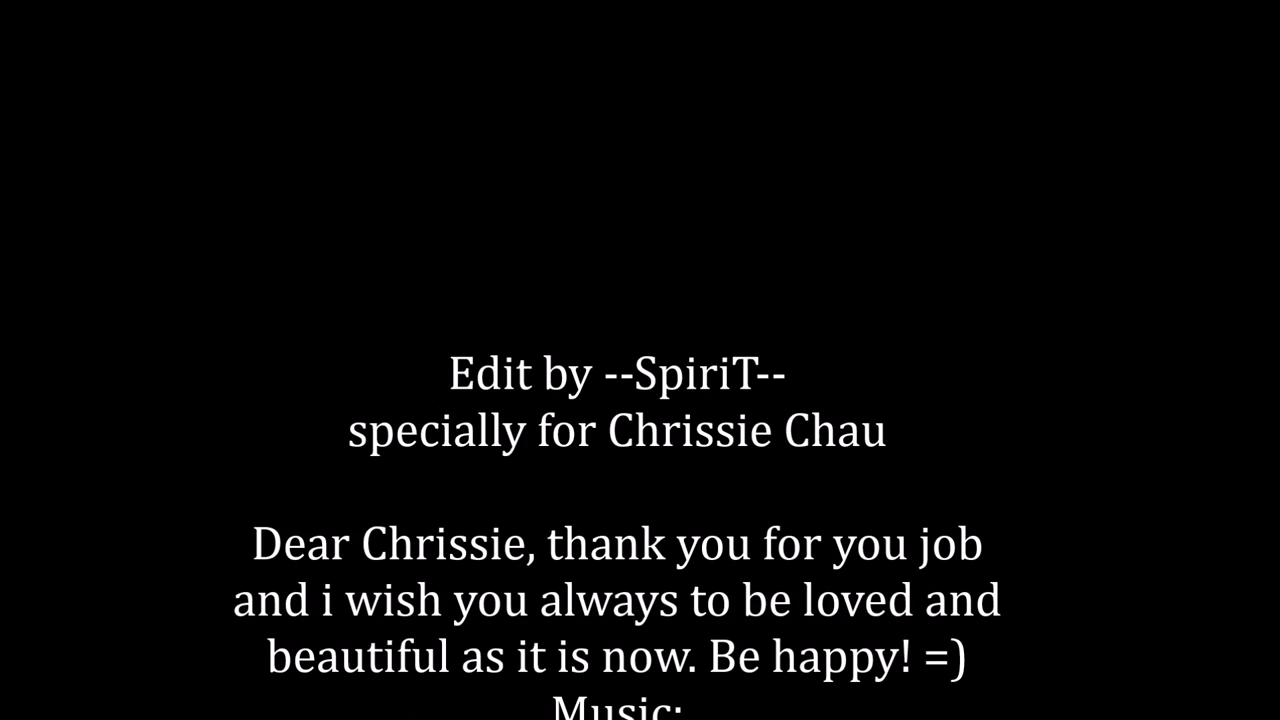 Edit by --SpiriT--
specially for Chrissie Chau
Dear Chrissie, thank you for you job
and i wish you always to be loved and
beautiful as it is now. Be happy! =)
Music: